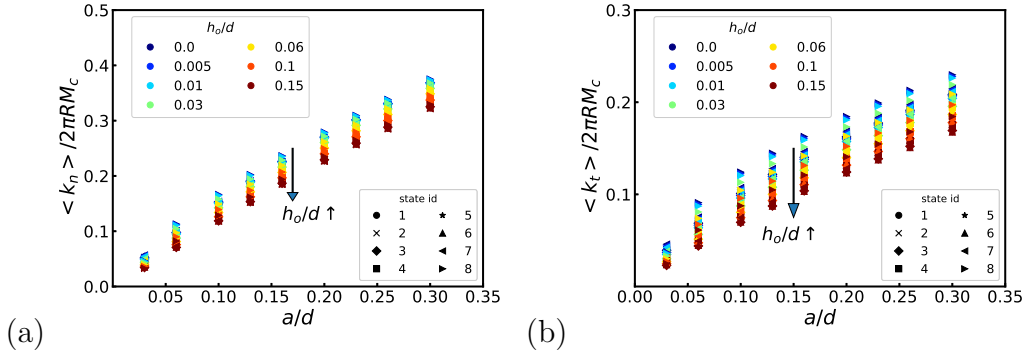 < k_n > /2πRM_c
0.5
0.4
0.3
0.2
0.1
0.0
h_o/d
0.0
0.005
0.01
0.03
0.06
0.1
0.15
h_o/d ↑
state id
1
2
3
4
5
6
7
8
0.05 0.10 0.15 0.20 0.25 0.30 0.35
a/d
(a)
< k_t > /2πRM_c
0.3
0.2
0.1
h_o/d
0.0
0.005
0.01
0.03
0.06
0.1
0.15
h_o/d ↑
state id
1
2
3
4
5
6
7
8
0.00 0.05 0.10 0.15 0.20 0.25 0.30 0.35
a/d
(b)